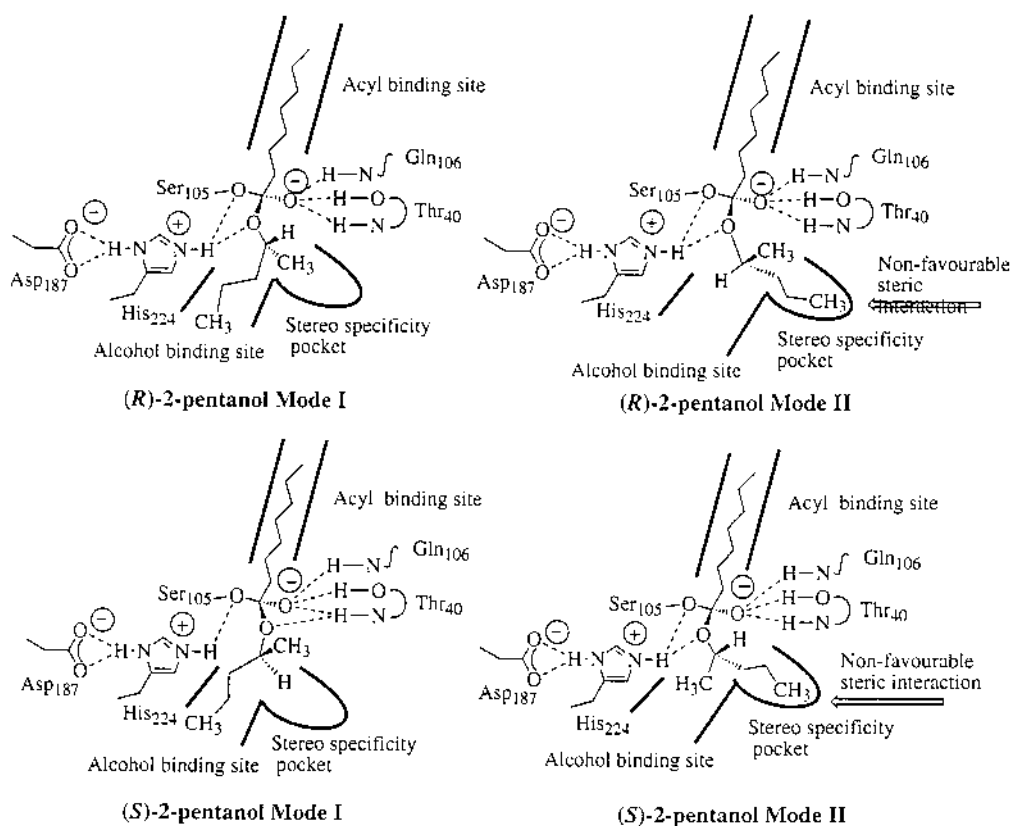 Acyl binding site
Gln106
H-N
Ser105
O
O
H-O
H-N
Thr40
O
O
O
H
CH3
H-N
N-H
Asp187
His224
CH3
Stereo specificity
pocket
Alcohol binding site
(R)-2-pentanol Mode I
Acyl binding site
Gln106
H-N
Ser105
O
O
H-O
H-N
Thr40
O
O
O
H-N
N-H
H
CH3
CH3
Asp187
His224
Non-favourable
steric
interaction
Stereo specificity
pocket
Alcohol binding site
(R)-2-pentanol Mode II
Acyl binding site
Gln106
H-N
Ser105
O
O
H-O
H-N
Thr40
O
O
O
H-N
N-H
CH3
H
Asp187
His224
CH3
Stereo specificity
pocket
Alcohol binding site
(S)-2-pentanol Mode I
Acyl binding site
Gln106
H-N
Ser105
O
O
H-O
H-N
Thr40
O
O
O
H
H-N
N-H
H3C
CH3
Asp187
His224
Non-favourable
steric interaction
Stereo specificity
pocket
Alcohol binding site
(S)-2-pentanol Mode II